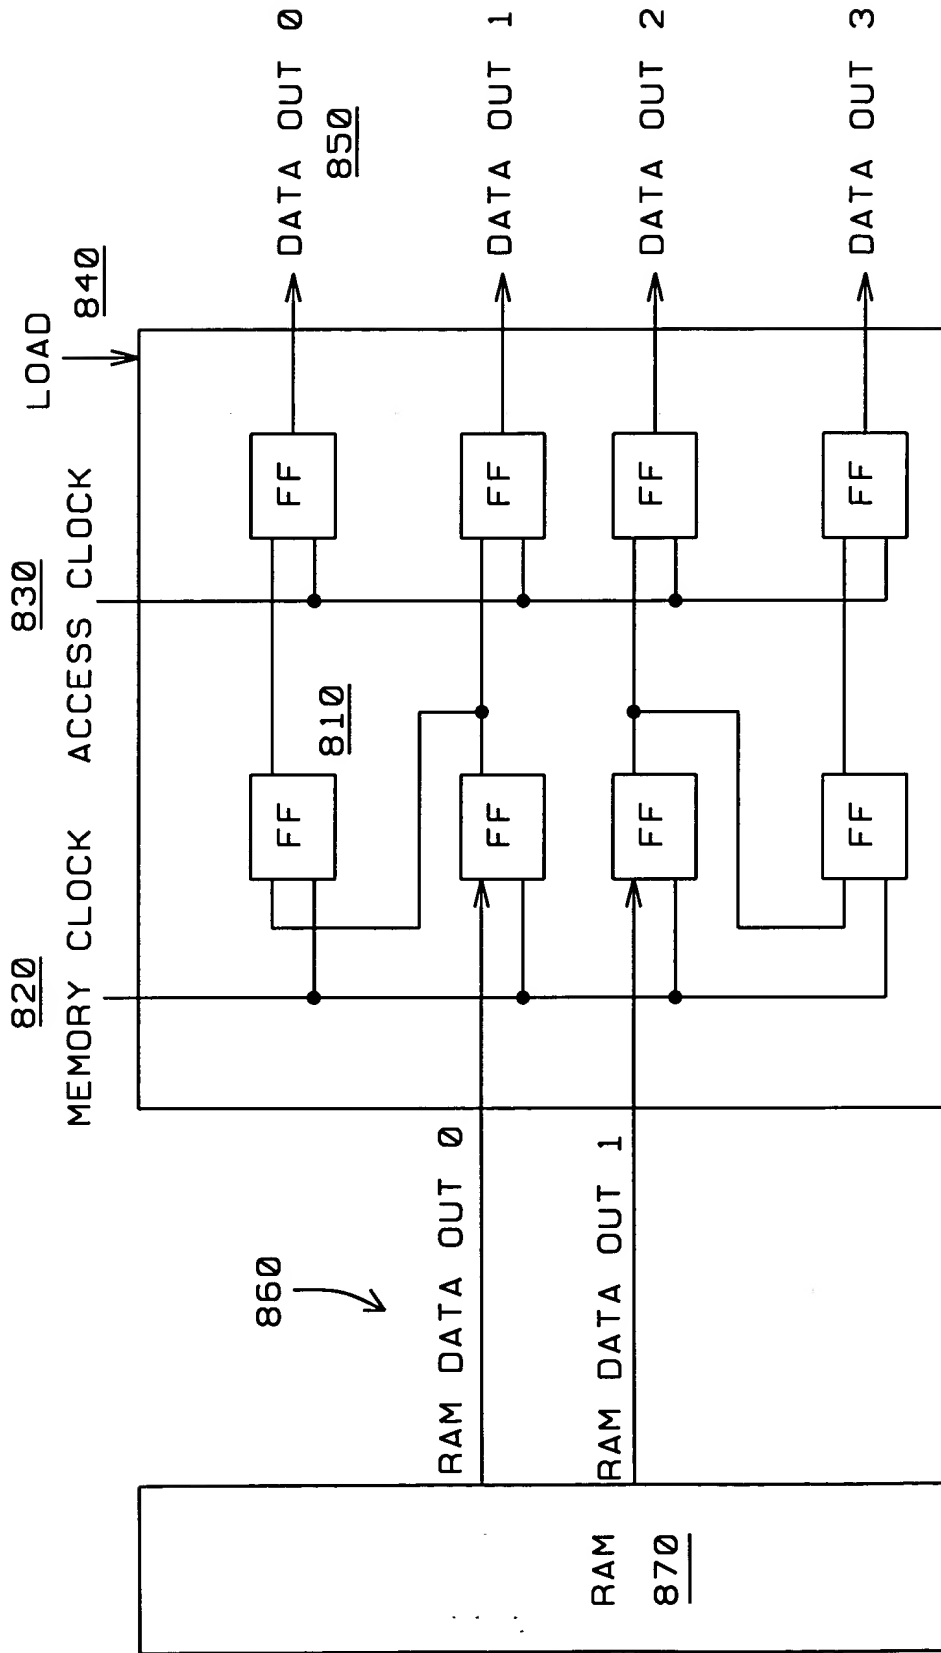 820
MEMORY CLOCK
830
ACCESS CLOCK
LOAD
840
FF
FF
DATA OUT 0
850
810
860
RAM DATA OUT 0
FF
FF
DATA OUT 1
RAM DATA OUT 1
FF
FF
DATA OUT 2
RAM
870
FF
FF
DATA OUT 3